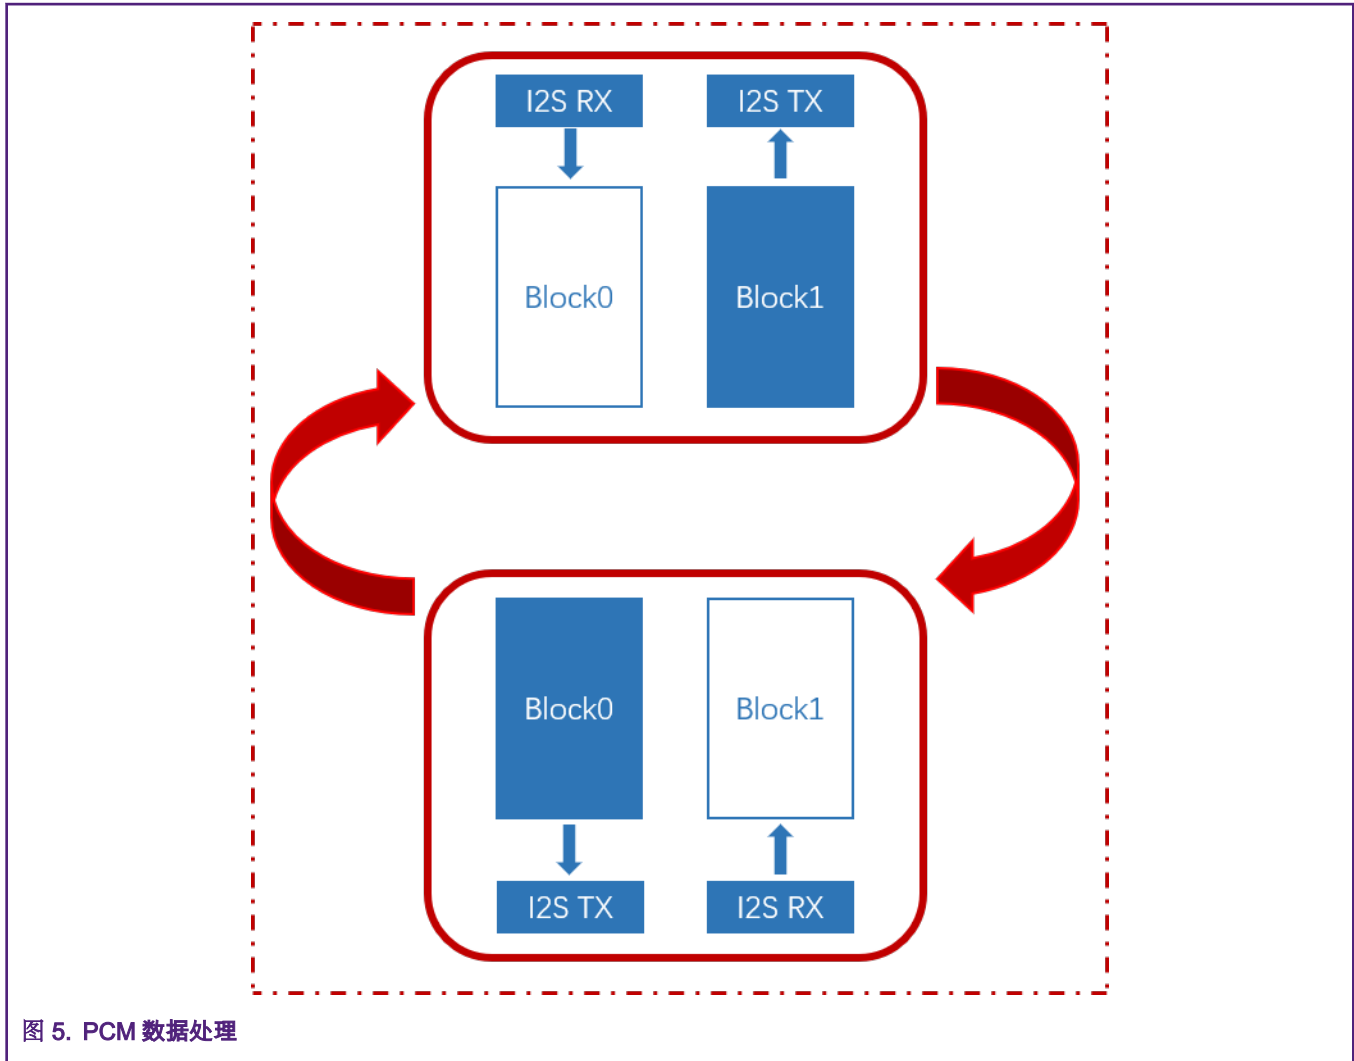 I2S RX
I2S TX
Block0
Block1
Block0
Block1
I2S TX
I2S RX
图 5. PCM 数据处理